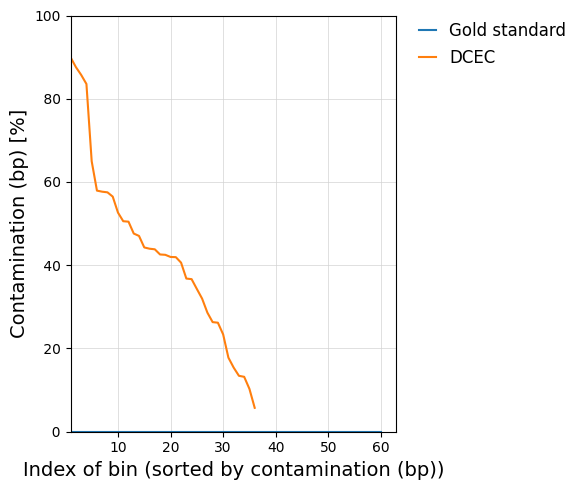 Gold standard
DCEC
Contamination (bp) [%]
100
80
60
40
20
0
10 20 30 40 50 60
Index of bin (sorted by contamination (bp))